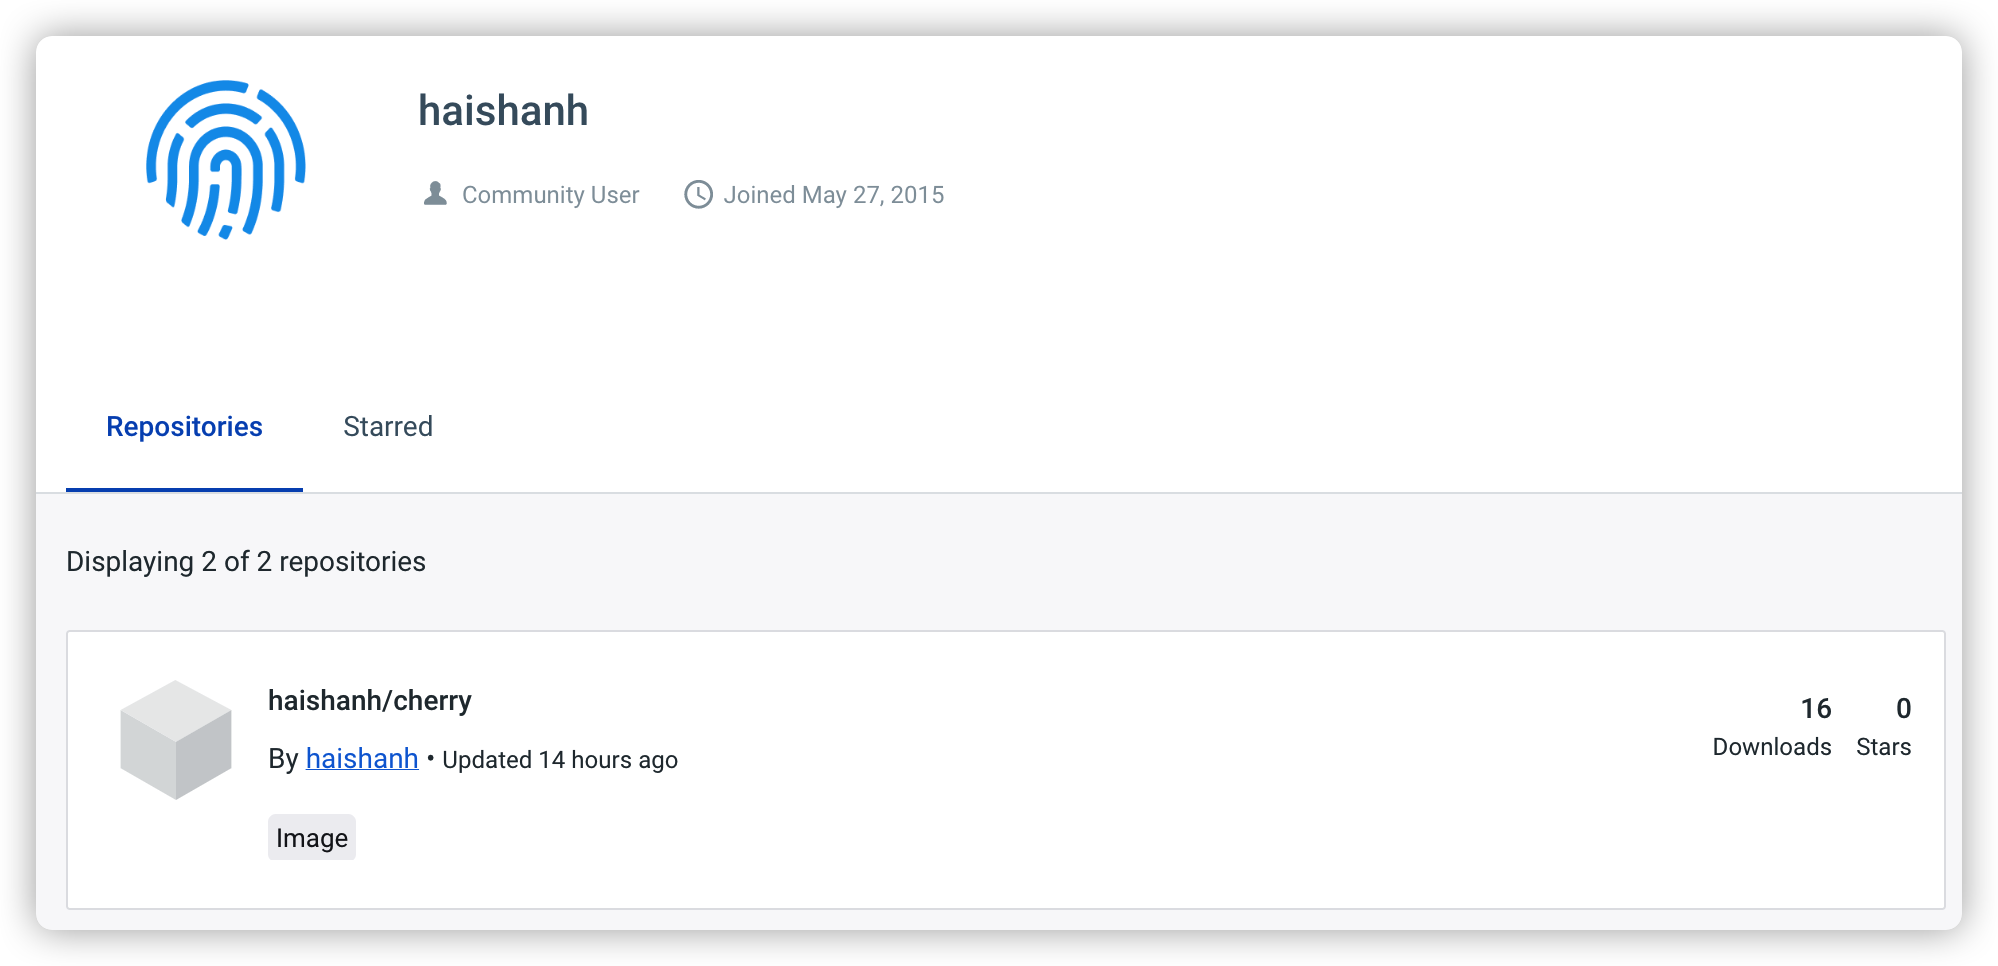 haishanh
Community User Joined May 27, 2015
Repositories Starred
Displaying 2 of 2 repositories
haishanh/cherry
By haishanh • Updated 14 hours ago
Image
16 0
Downloads Stars